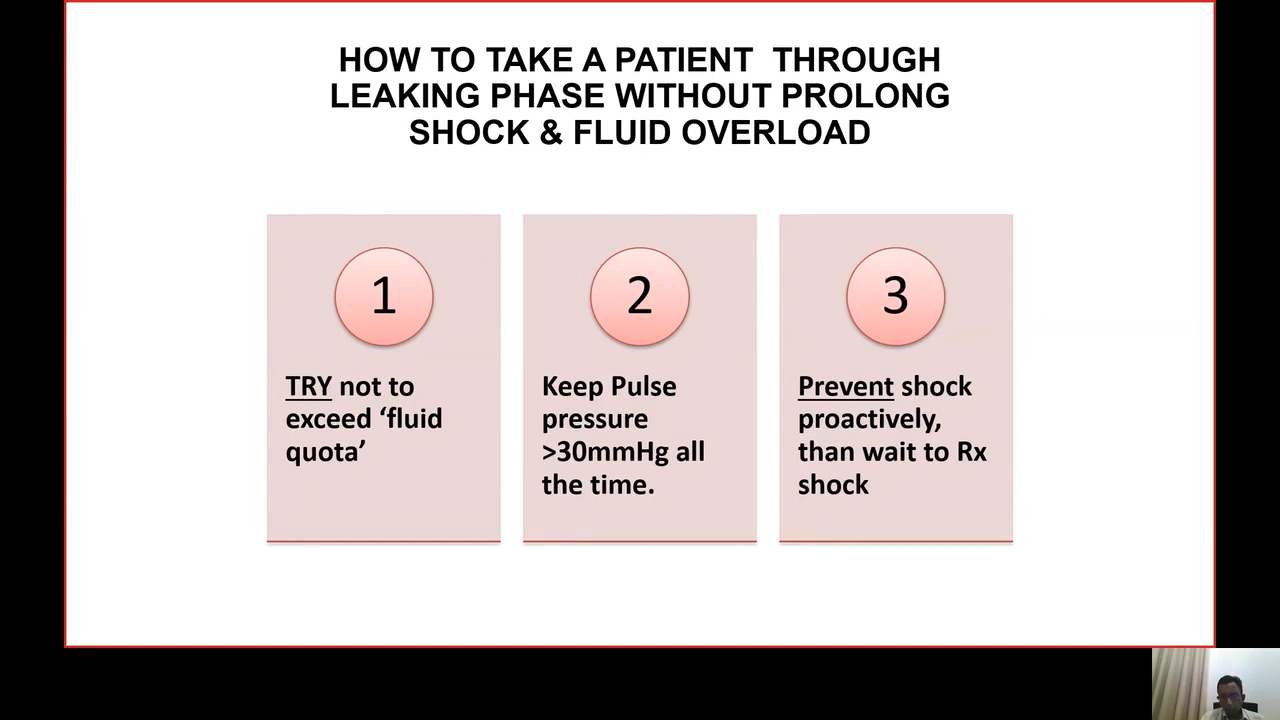 HOW TO TAKE A PATIENT  THROUGH
LEAKING PHASE WITHOUT PROLONG
SHOCK & FLUID OVERLOAD
1
TRY not to
exceed ‘fluid
quota’
2
Keep Pulse
pressure
>30mmHg all
the time.
3
Prevent shock
proactively,
than wait to Rx
shock